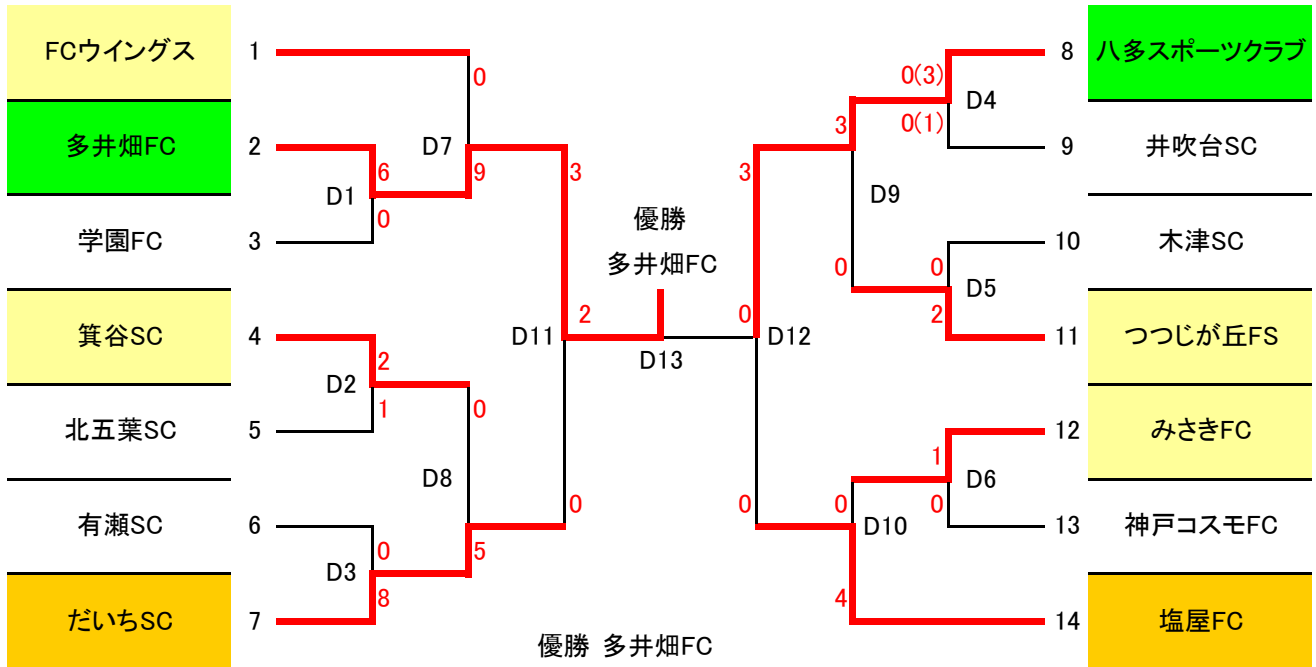 FCウイングス 1
多井畑FC 2
学園FC 3
箕谷SC 4
北五葉SC 5
有瀬SC 6
だいちSC 7
0
D7
6
9
D1
0
3
2
D2
1
0
D8
0
0
D3
5
8
D11
2
優勝
多井畑FC
D13
0
D12
3
0
0(3)
D4
0(1)
3
D9
0
0
D5
2
1
D6
0
0
D10
4
8 八多スポーツクラブ
9 井吹台SC
10 木津SC
11 つつじが丘FS
12 みさきFC
13 神戸コスモFC
14 塩屋FC
優勝 多井畑FC